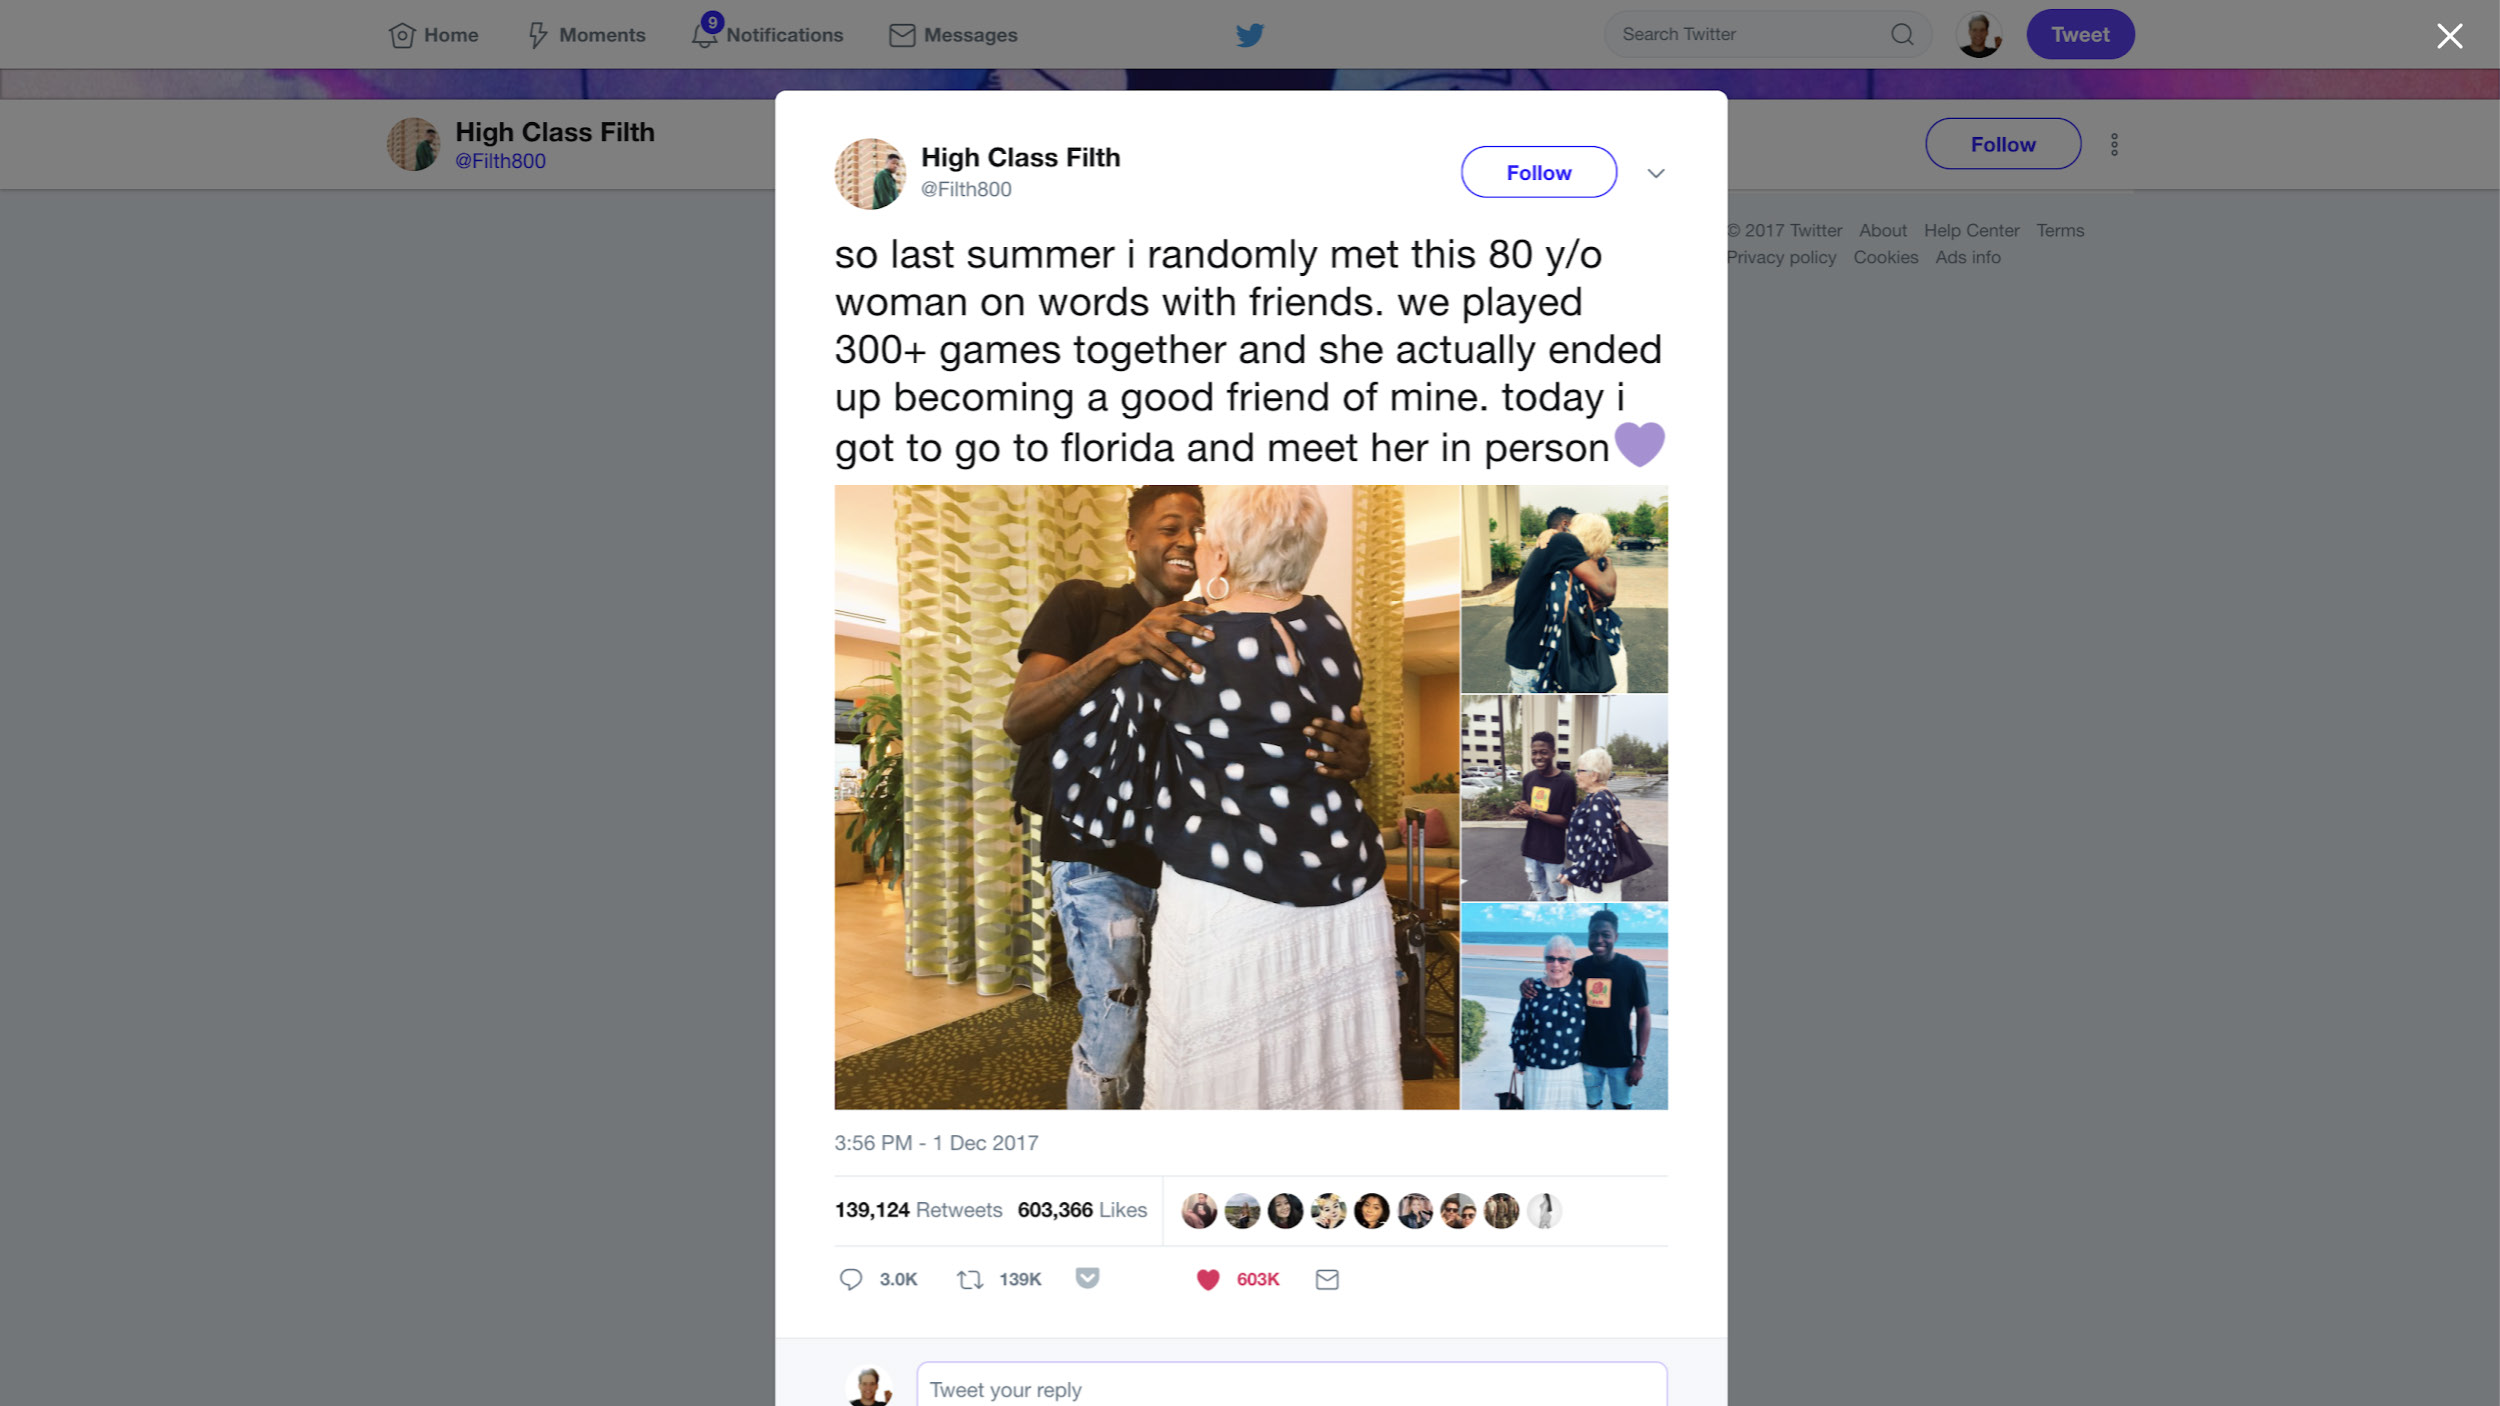 Home
Moments
9
Notifications
Messages
Search Twitter
Tweet
High Class Filth
@Filth800
Follow
High Class Filth
@Filth800
Follow
© 2017 Twitter About Help Center Terms
Privacy policy Cookies Ads info
so last summer i randomly met this 80 y/o
woman on words with friends. we played
300+ games together and she actually ended
up becoming a good friend of mine. today i
got to go to florida and meet her in person
3:56 PM - 1 Dec 2017
139,124 Retweets 603,366 Likes
3.0K
139K
603K
Tweet your reply